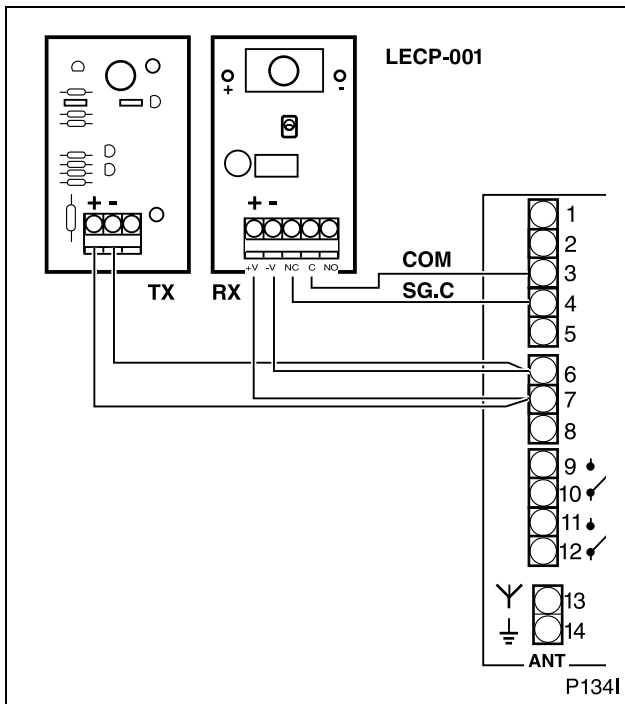 LECP-001
+ -
+ -
+ -
TX
RX
+V -V NC C NO
COM
SG.C
1
2
3
4
5
6
7
8
9
10
11
12
13
14
ANT
P134I